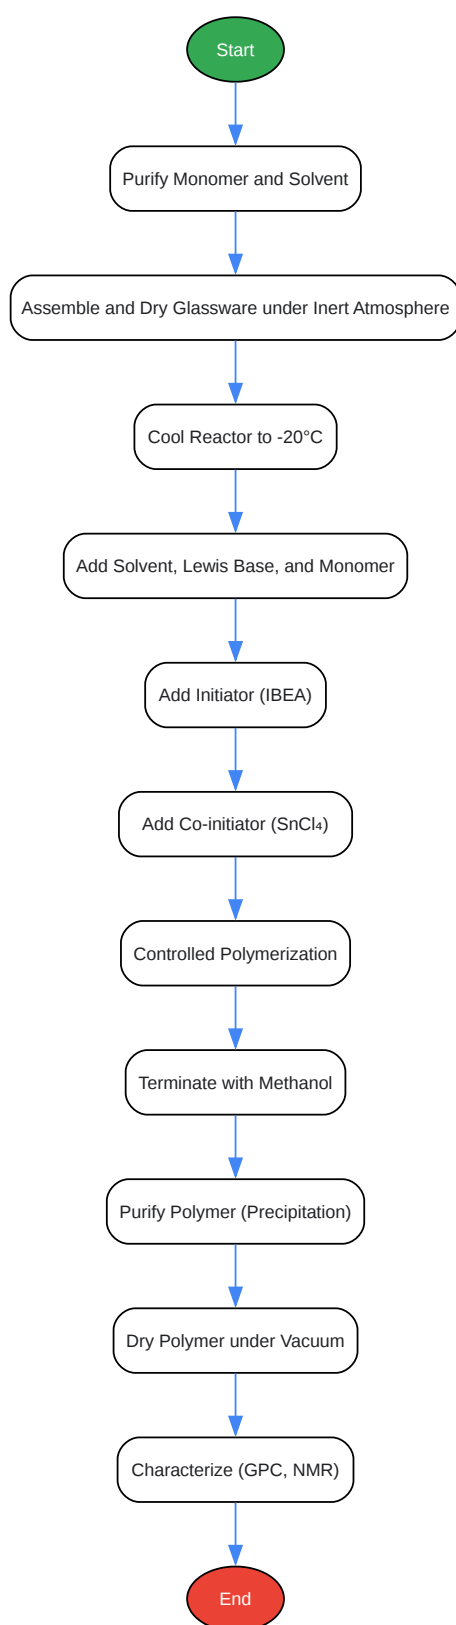 Start
Purify Monomer and Solvent
Assemble and Dry Glassware under Inert Atmosphere
Cool Reactor to -20°C
Add Solvent, Lewis Base, and Monomer
Add Initiator (IBEA)
Add Co-initiator (SnCl₄)
Controlled Polymerization
Terminate with Methanol
Purify Polymer (Precipitation)
Dry Polymer under Vacuum
Characterize (GPC, NMR)
End